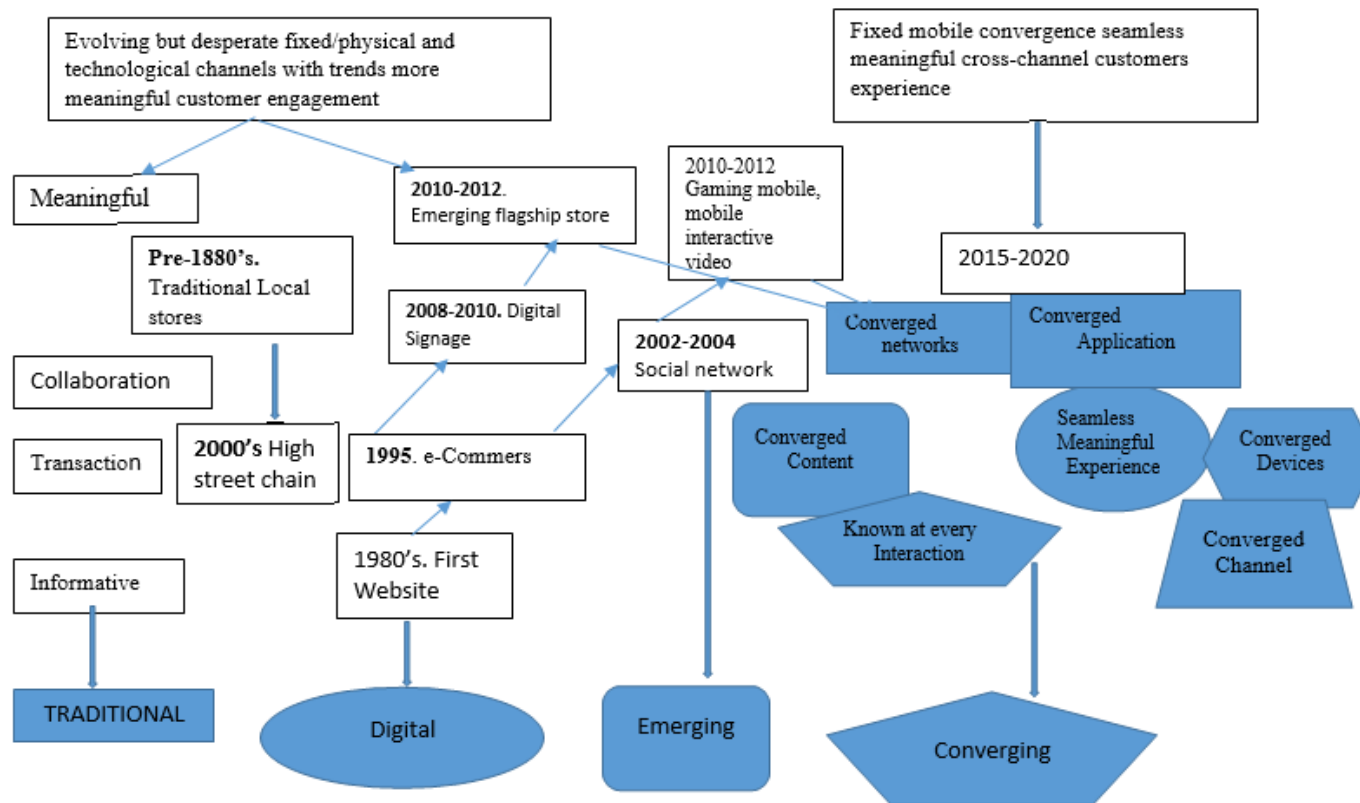 Evolving but desperate fixed/physical and
technological channels with trends more
meaningful customer engagement
Fixed mobile convergence seamless
meaningful cross-channel customers
experience
Meaningful
2010-2012.
Emerging flagship store
2010-2012
Gaming mobile,
mobile
interactive
video
Pre-1880’s.
Traditional Local
stores
2015-2020
2008-2010. Digital
Signage
2002-2004
Social network
Converged
networks
Converged
Application
Collaboration
Transaction
2000’s High
street chain
1995. e-Commers
Converged
Content
Seamless
Meaningful
Experience
Converged
Devices
Known at every
Interaction
Converged
Channel
Informative
1980’s. First
Website
TRADITIONAL
Digital
Emerging
Converging